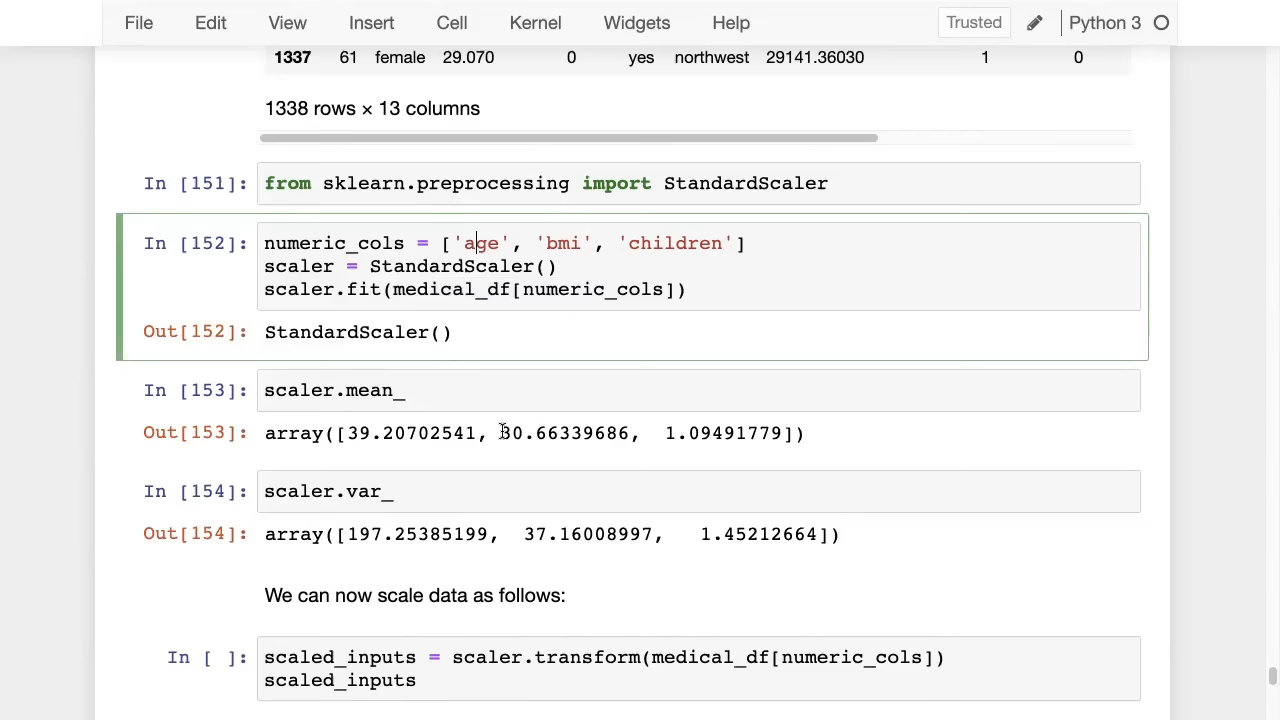 File Edit View Insert Cell Kernel Widgets Help Trusted Python 3
1337 61 female 29.070 0 yes northwest 29141.36030 1 0
1338 rows × 13 columns
In [151]: from sklearn.preprocessing import StandardScaler
In [152]: numeric_cols = ['age', 'bmi', 'children']
scaler = StandardScaler()
scaler.fit(medical_df[numeric_cols])
Out[152]: StandardScaler()
In [153]: scaler.mean_
Out[153]: array([39.20702541, 30.66339686, 1.09491779])
In [154]: scaler.var_
Out[154]: array([197.25385199, 37.16008997, 1.45212664])
We can now scale data as follows:
In [ ]: scaled_inputs = scaler.transform(medical_df[numeric_cols])
scaled_inputs